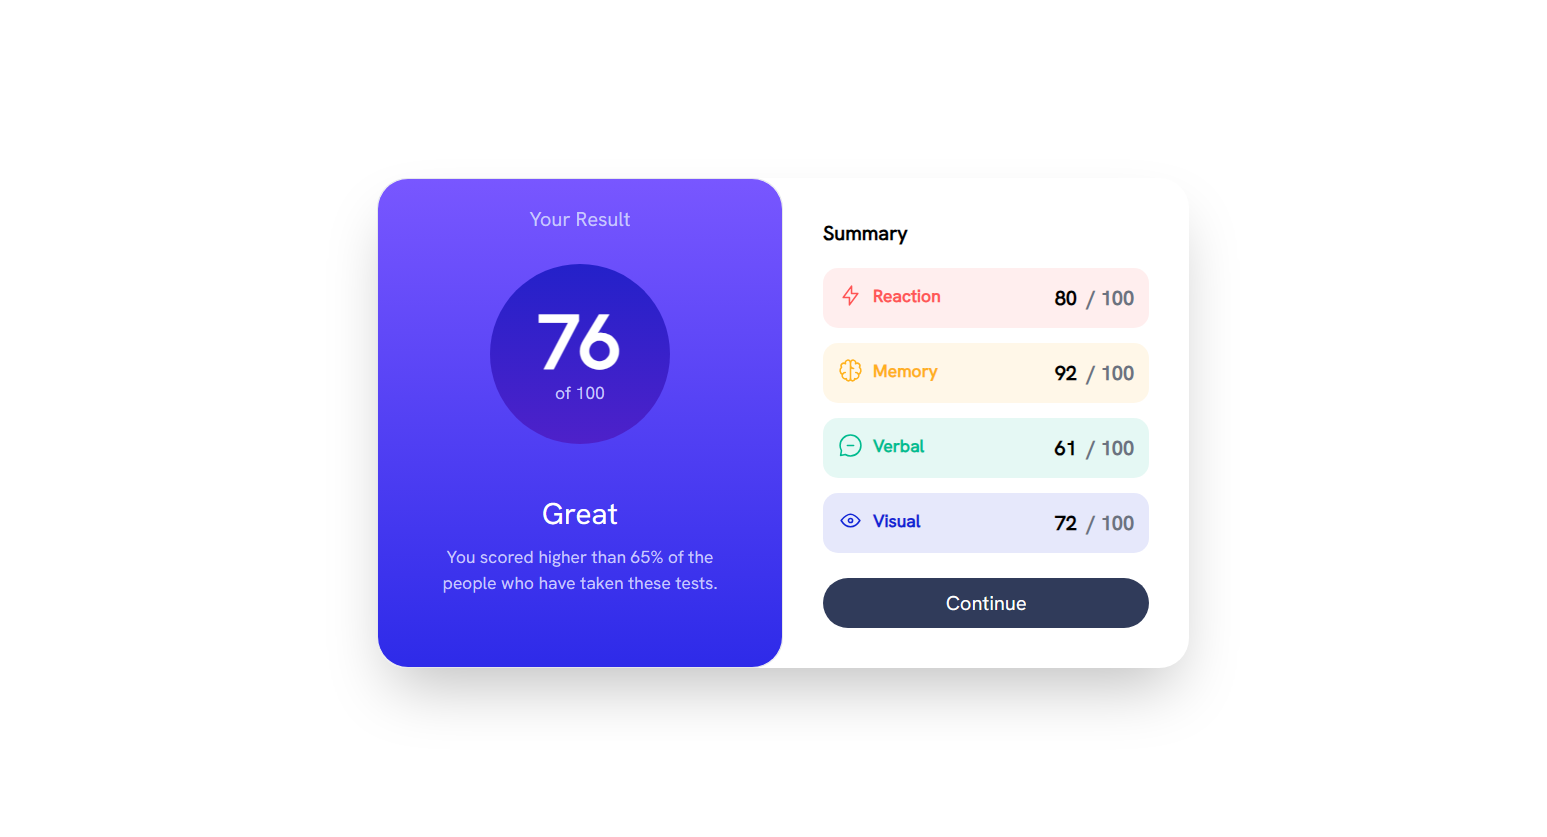 Your Result
76
of 100
Great
You scored higher than 65% of the
people who have taken these tests.
Summary
Reaction 80 / 100
Memory 92 / 100
Verbal 61 / 100
Visual 72 / 100
Continue